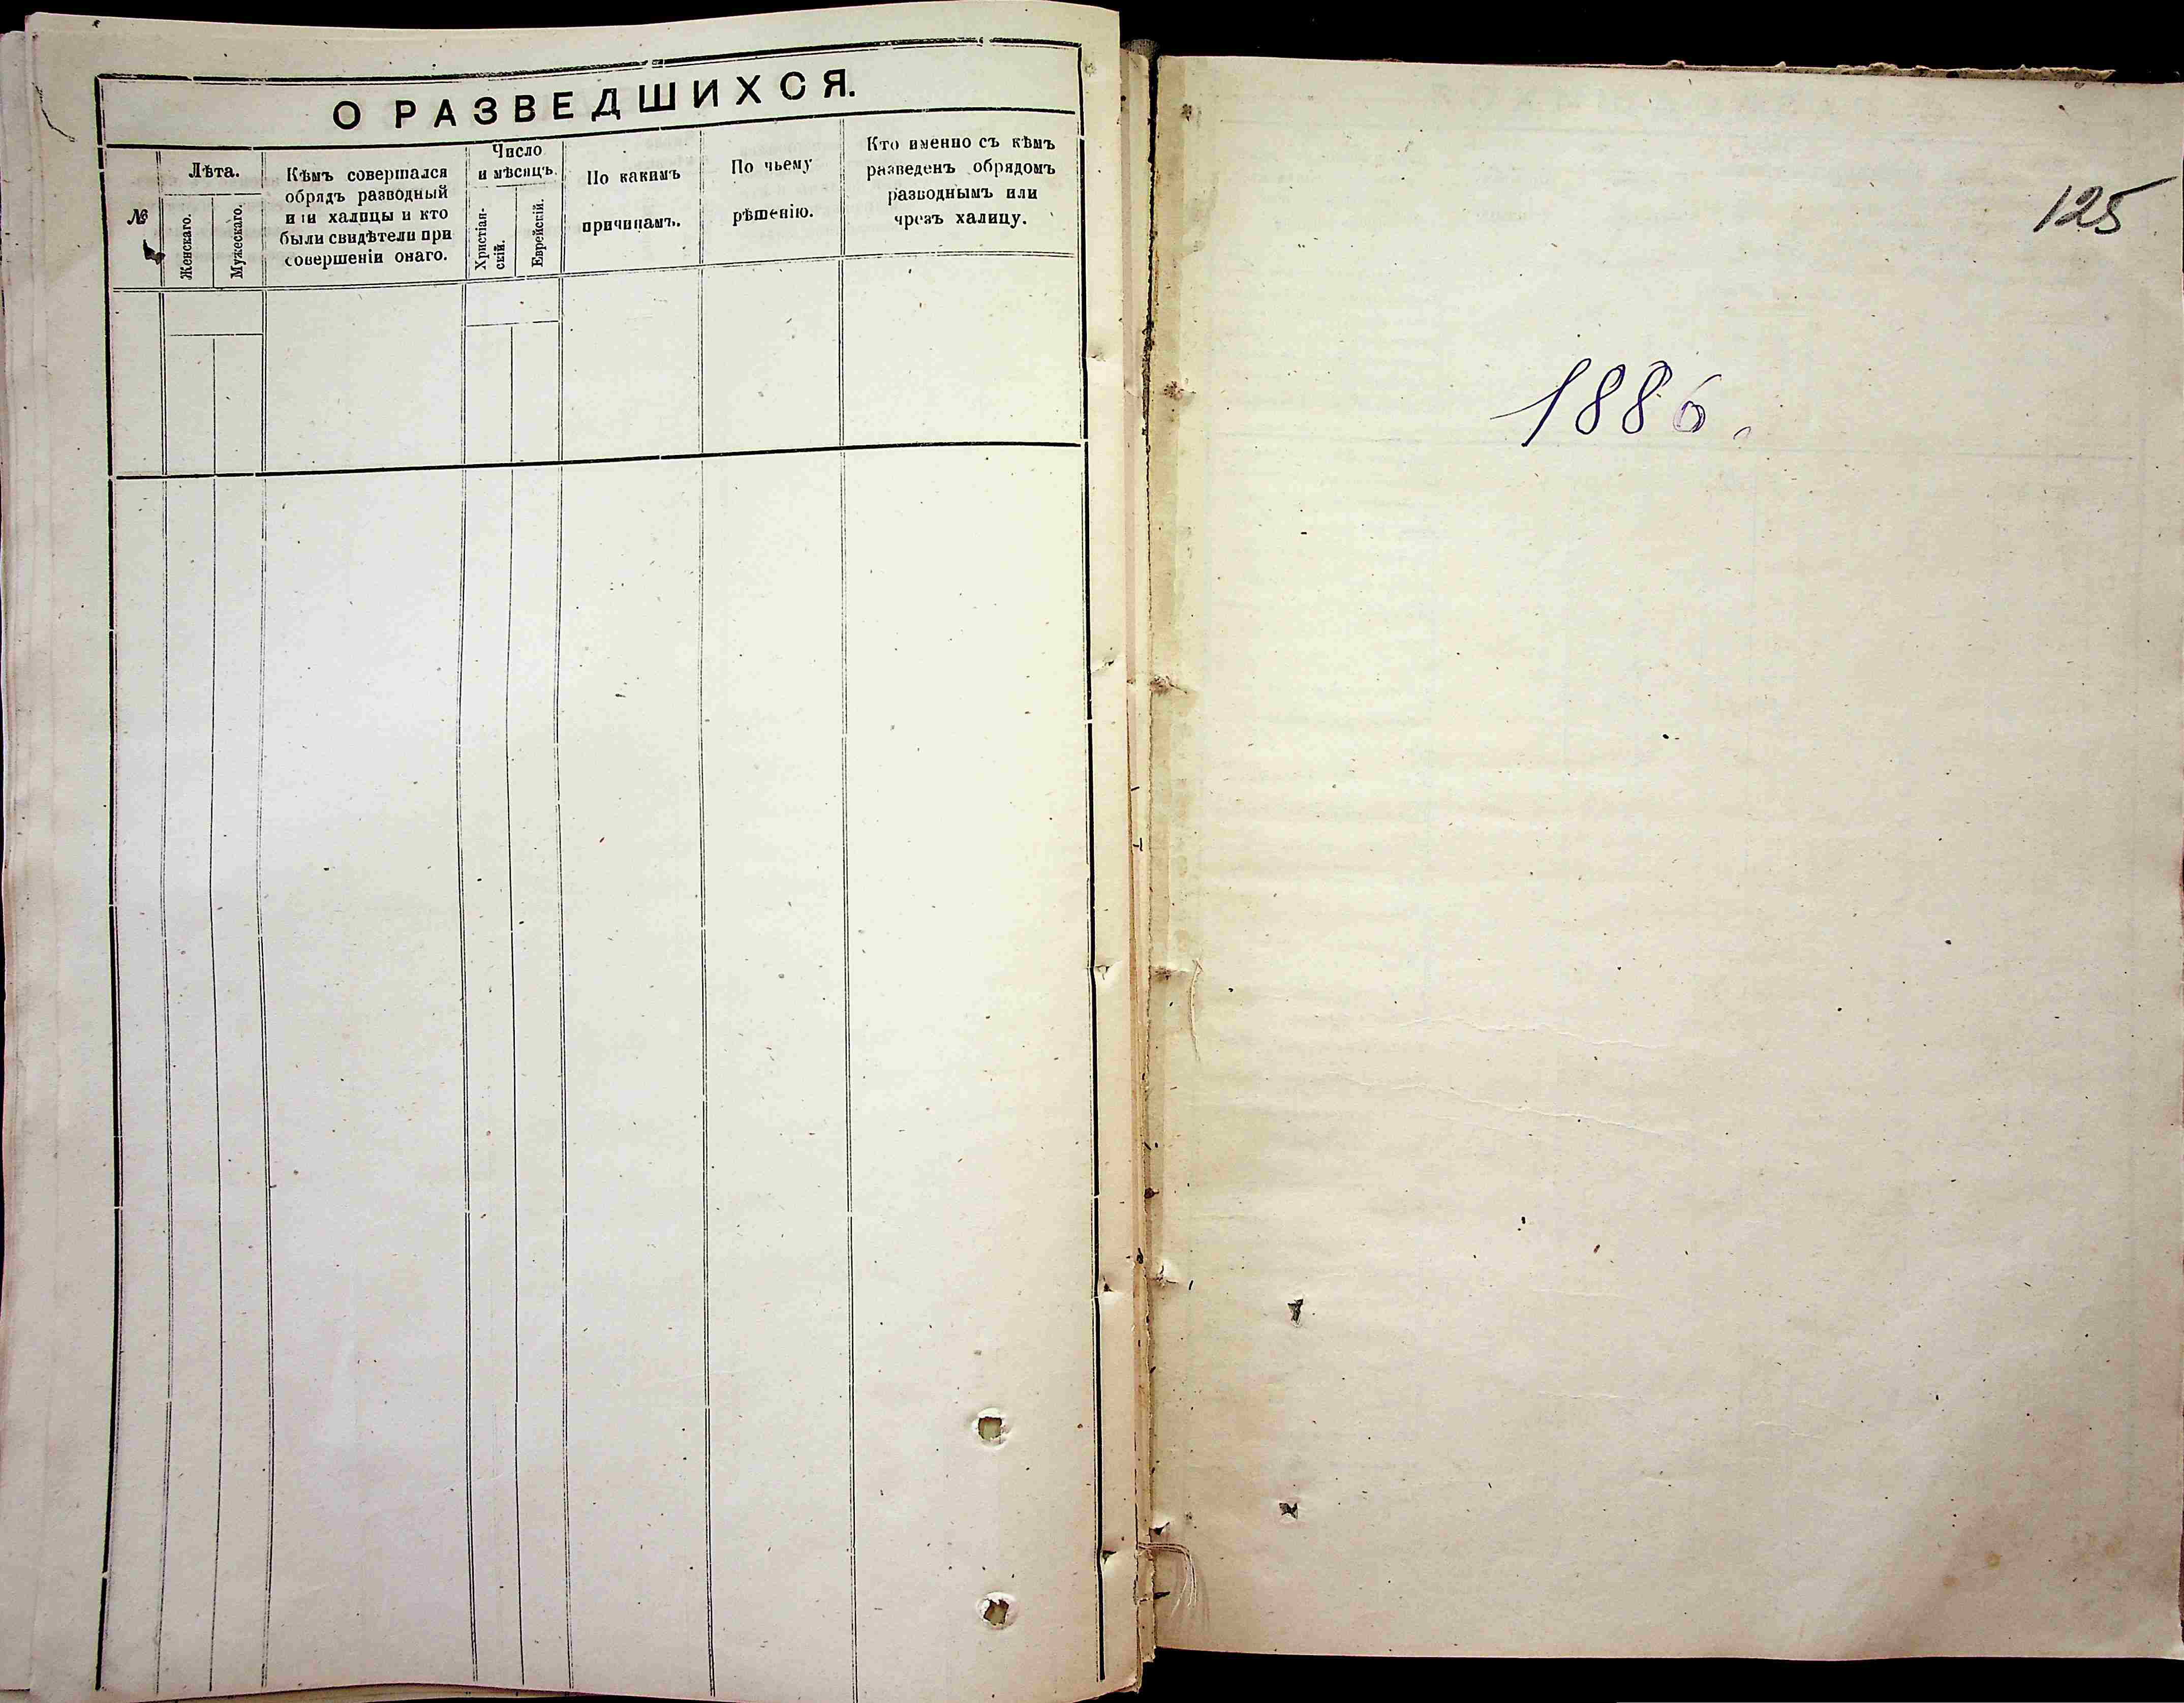 О РАЗВЕДШИХСЯ.
№
Лѣта.
Женскаго.
Мужескаго.
Кѣмъ совершался
обрядъ разводный
или халицы и кто
были свидѣтели при
совершеніи онаго.
Число
и мѣсяцъ.
Христіан-
скій.
Еврейскій.
По какимъ
причинамъ.
По чьему
рѣшенію.
Кто именно съ кѣмъ
разведенъ обрядомъ
разводнымъ или
чрезъ халицу.
125
1886.